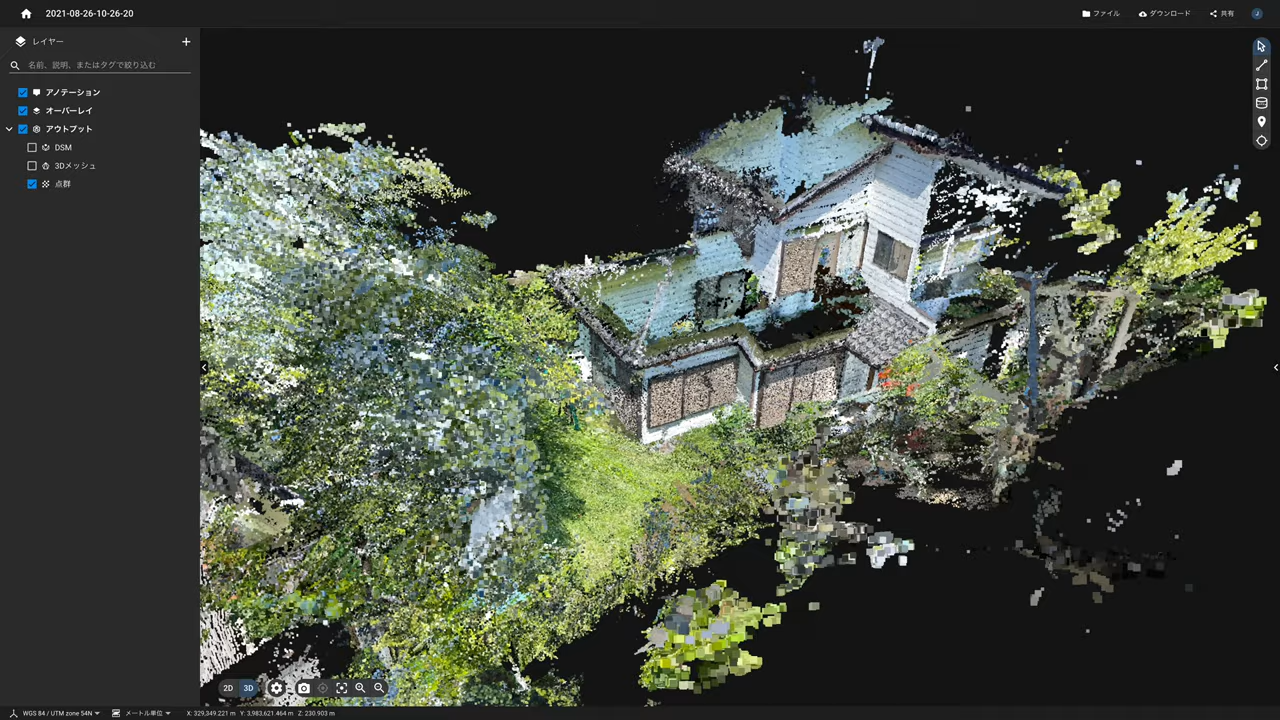 2021-08-26-10-26-20
ファイル
ダウンロード
共有
J
レイヤー
名前、説明、またはタグで絞り込む
アノテーション
オーバーレイ
アウトプット
DSM
3Dメッシュ
点群
2D 3D
WGS 84 / UTM zone 54N
メートル単位
X: 329,349.221 m Y: 3,983,621.464 m Z: 230.903 m